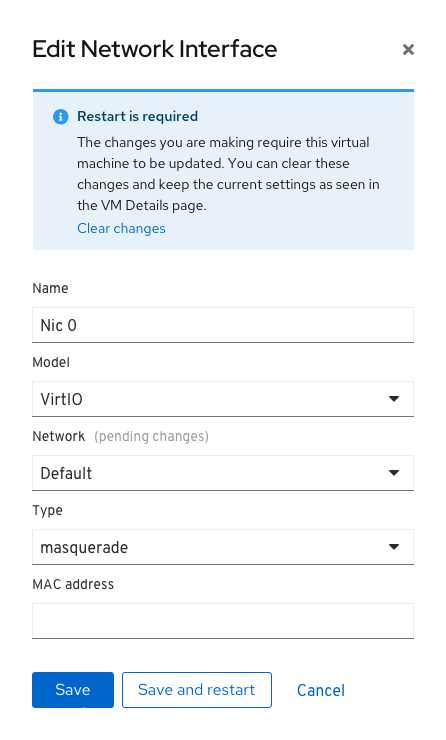 Edit Network Interface
Restart is required
The changes you are making require this virtual
machine to be updated. You can clear these
changes and keep the current settings as seen in
the VM Details page.
Clear changes
Name
Nic 0
Model
VirtIO
Network (pending changes)
Default
Type
masquerade
MAC address
Save Save and restart Cancel